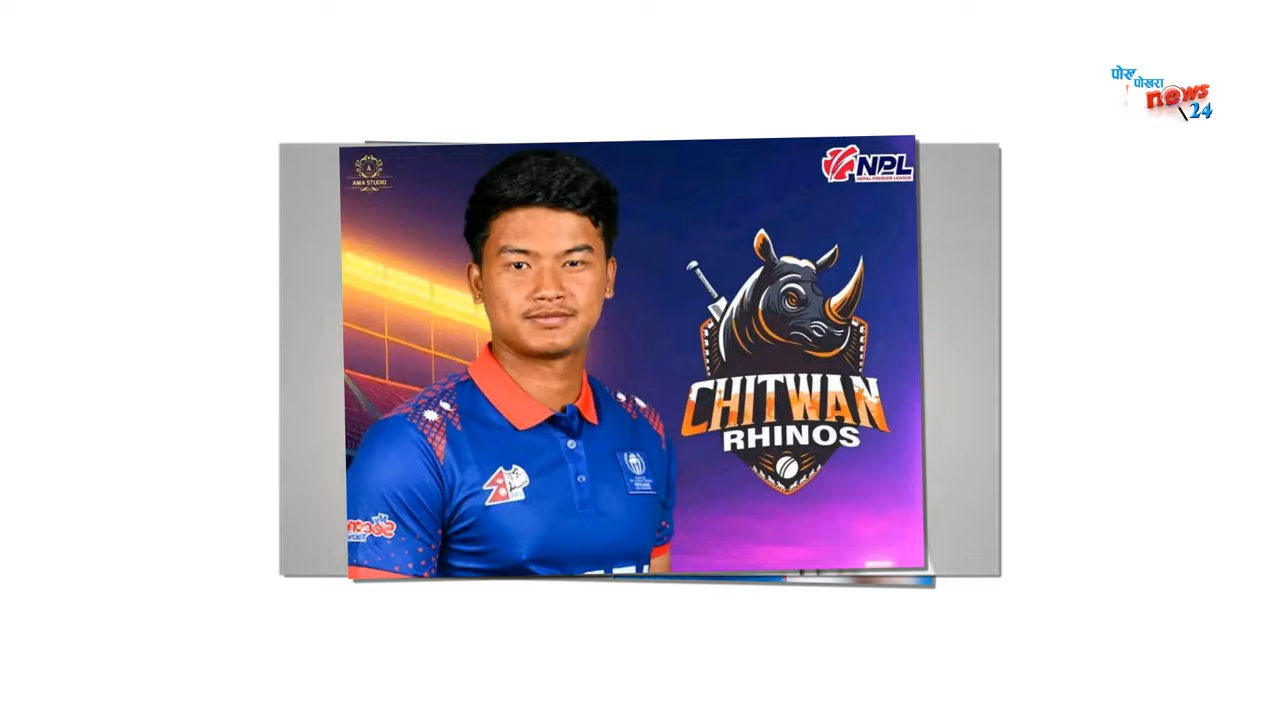 पोख
पोखरा
news
24
A
AMA STUDIO
NPL
NEPAL PREMIER LEAGUE
CHITWAN
RHINOS